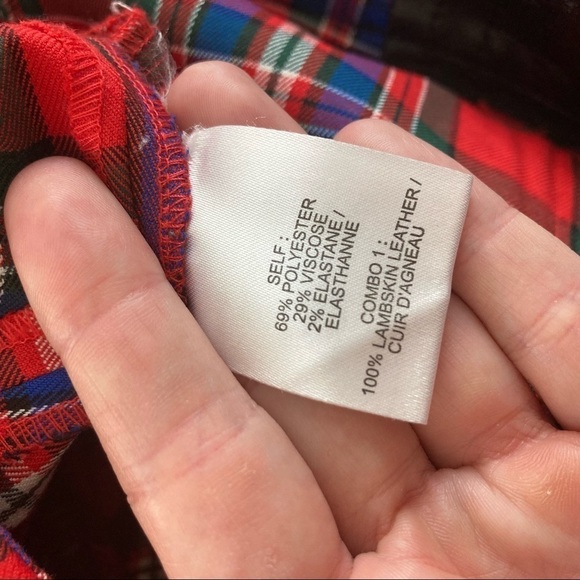 SELF :
69% POLYESTER
29% VISCOSE
2% ELASTANE /
ELASTHANNE
COMBO 1 :
100% LAMBSKIN LEATHER /
CUIR D'AGNEAU